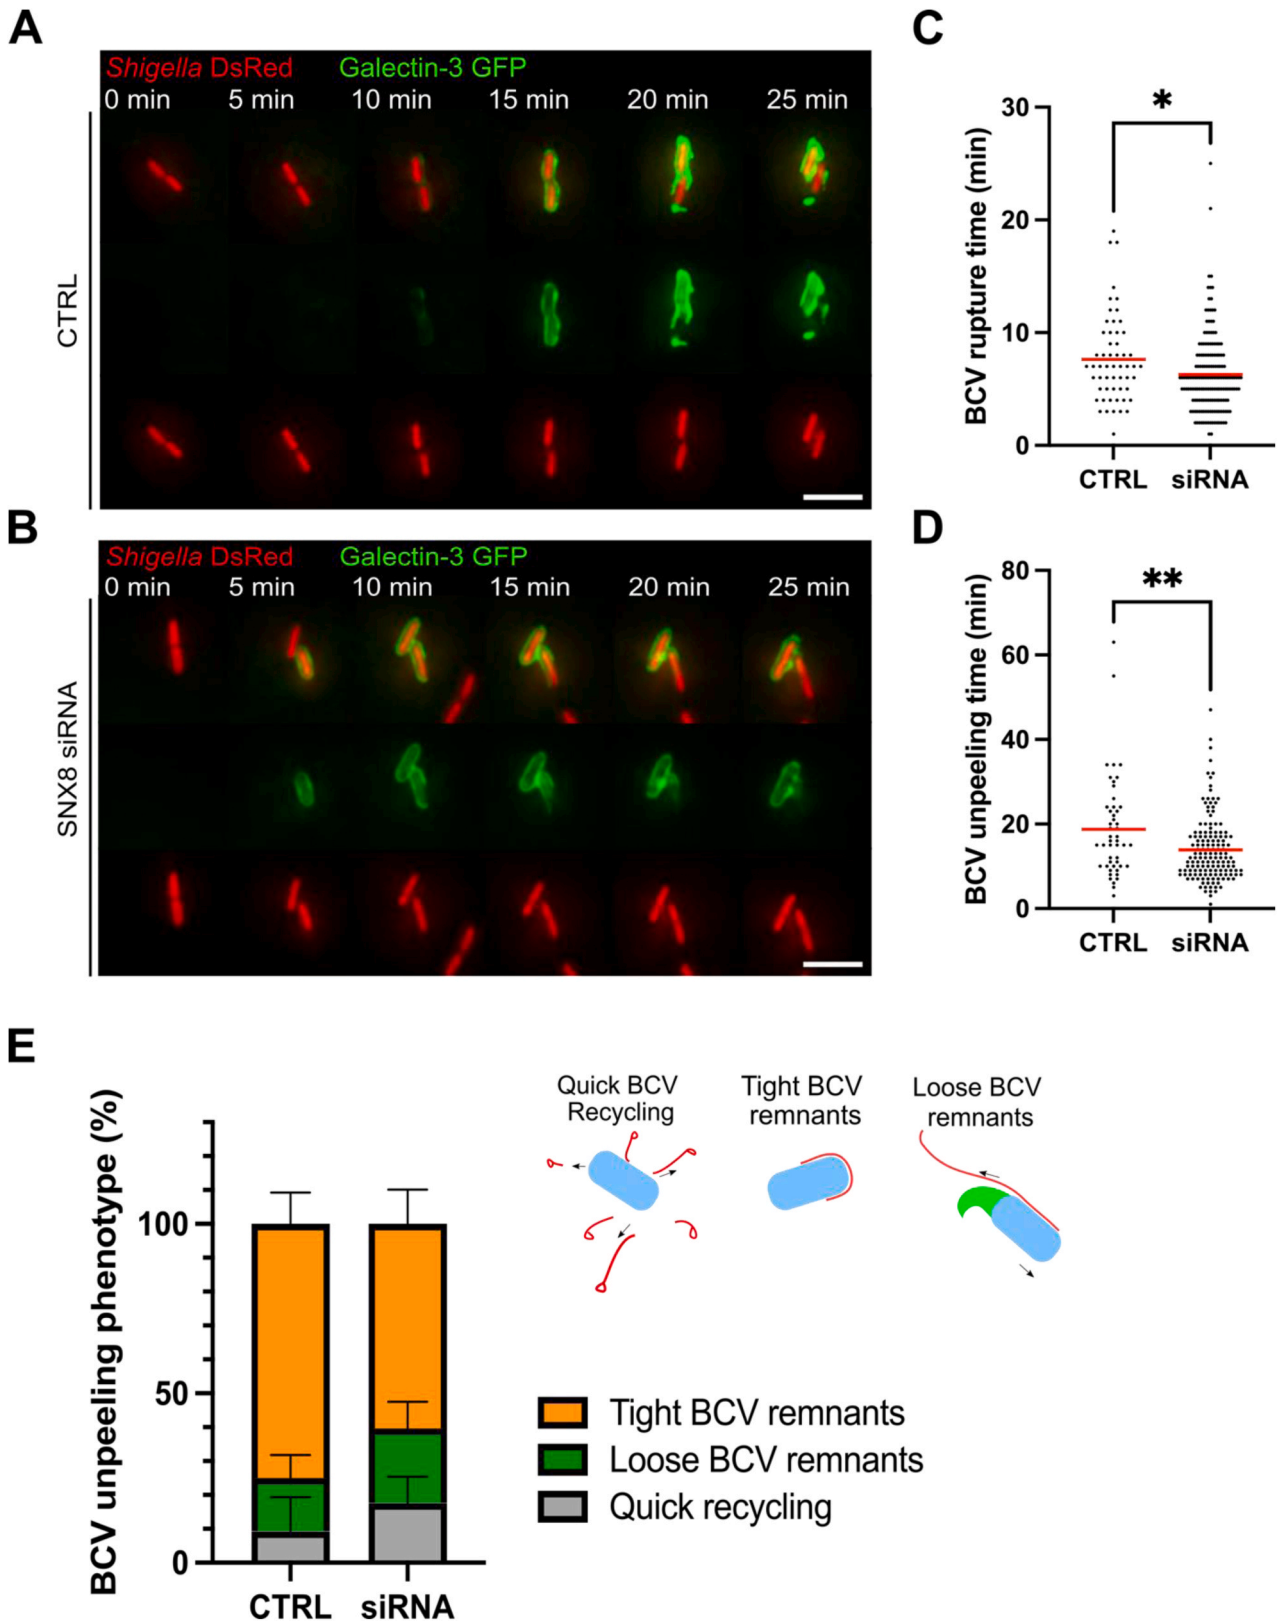 A
Shigella DsRed Galectin-3 GFP
0 min 5 min 10 min 15 min 20 min 25 min
CTRL
B
Shigella DsRed Galectin-3 GFP
0 min 5 min 10 min 15 min 20 min 25 min
SNX8 siRNA
C
BCV rupture time (min)
30
20
10
0
*
CTRL siRNA
D
BCV unpeeling time (min)
80
60
40
20
0
**
CTRL siRNA
E
BCV unpeeling phenotype (%)
100
50
0
CTRL siRNA
Quick BCV
Recycling
Tight BCV
remnants
Loose BCV
remnants
Tight BCV remnants
Loose BCV remnants
Quick recycling